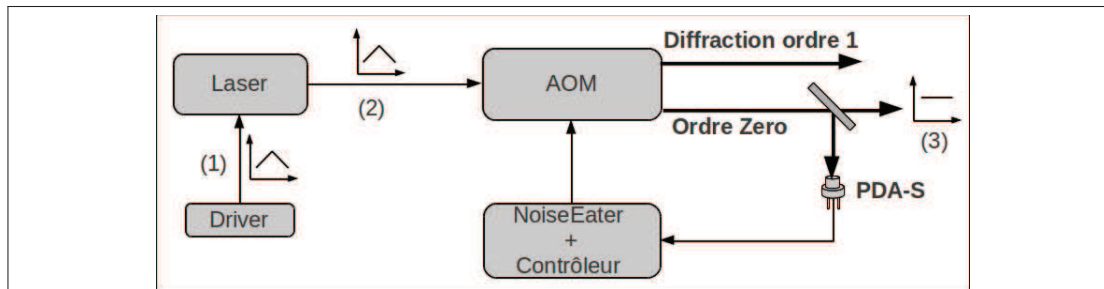 Diffraction ordre 1
Laser
(2)
AOM
Ordre Zero
(3)
(1)
PDA-S
Driver
NoiseEater
+
Contrôleur